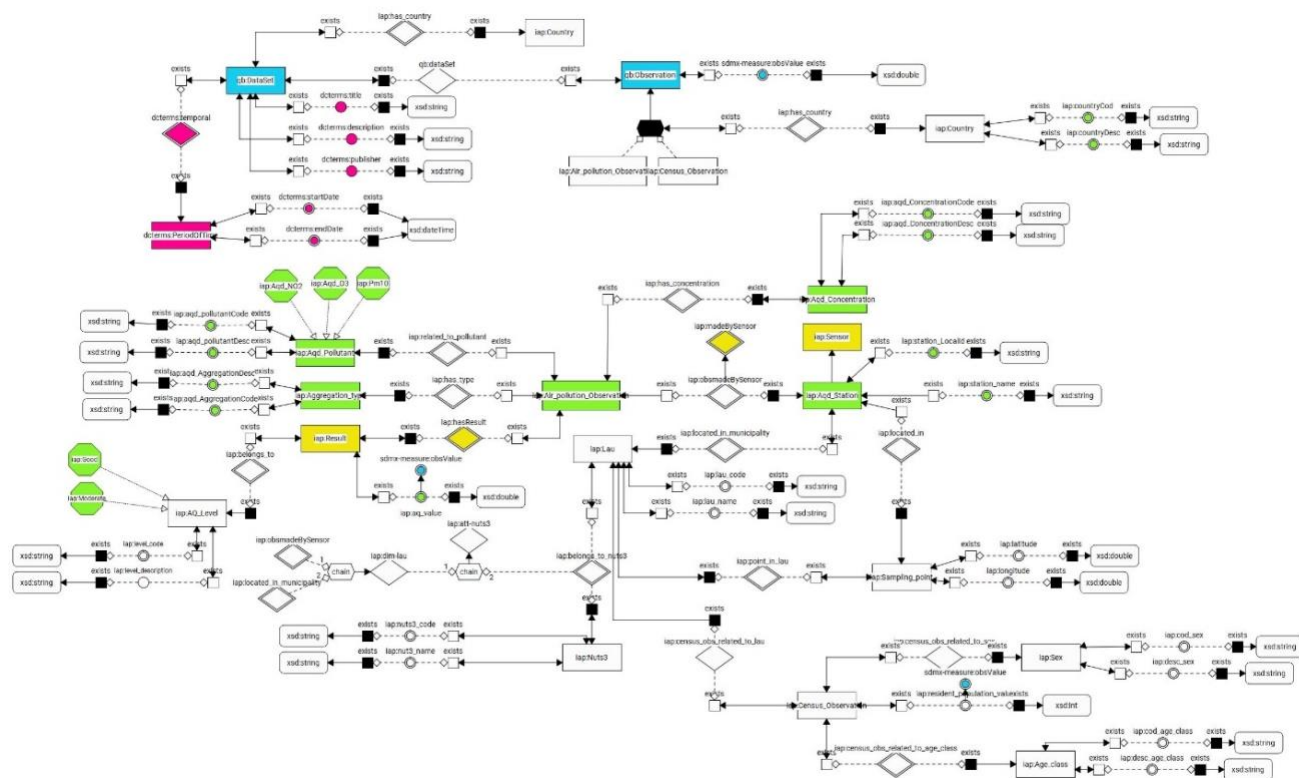 iap:has_country
exists
exists
iap:Country
exists
qb:DataSet
exists
qb:dataSet
exists
qb:Observation
exists
sdmx-measure:obsValue
exists
xsd:double
exists
dcterms:title
exists
xsd:string
dcterms:temporal
exists
dcterms:description
exists
xsd:string
exists
dcterms:publisher
exists
xsd:string
iap:has_country
exists
exists
iap:Country
exists
iap:countryCod
exists
xsd:string
exists
iap:countryDesc
exists
xsd:string
iap:Census_Observation
exists
exists
dcterms:startDate
exists
exists
dcterms:endDate
exists
xsd:dateTime
exists
iap:aqd_ConcentrationCode
exists
xsd:string
exists
iap:aqd_ConcentrationDesc
exists
xsd:string
iap:Aqd_NO2
iap:Aqd_O3
iap:Pm10
exists
iap:has_concentration
exists
iap:Aqd_Concentration
xsd:string
exists
iap:aqd_pollutantCode
exists
xsd:string
exists
iap:aqd_pollutantDesc
exists
iap:Aqd_Pollutant
exists
iap:related_to_pollutant
exists
iap:madeBySensor
iap:Sensor
exists
iap:station_LocalId
exists
xsd:string
xsd:string
exists
iap:aqd_AggregationDesc
exists
xsd:string
exists
iap:aqd_AggregationCode
exists
iap:Aggregation_type
exists
iap:has_type
exists
exists
iap:obsmadeBySensor
exists
iap:Aqd_Station
exists
iap:station_name
exists
xsd:string
exists
iap:Result
exists
iap:hasResult
exists
iap:Lau
exists
iap:located_in_municipality
exists
exists
iap:located_in
iap:belongs_to
sdmx-measure:obsValue
iap:Good
iap:Moderate
exists
exists
iap:aq_value
exists
xsd:double
exists
iap:lau_code
exists
xsd:string
exists
iap:lau_name
exists
xsd:string
exists
iap:AQ_Level
iap:att-nuts3
exists
xsd:string
exists
iap:level_code
exists
xsd:string
exists
iap:level_description
exists
iap:obsmadeBySensor
iap:located_in_municipality
1
2
chain
iap:dim-lau
1
chain
2
iap:belongs_to_nuts3
exists
exists
iap:point_in_lau
exists
iap:Sampling_point
exists
exists
iap:latitude
exists
xsd:double
exists
iap:longitude
exists
xsd:double
exists
xsd:string
exists
iap:nuts3_code
exists
xsd:string
exists
iap:nut3_name
exists
iap:Nuts3
exists
iap:census_obs_related_to_lau
exists
exists
exists
iap:Sex
exists
iap:cod_sex
exists
xsd:string
exists
iap:desc_sex
exists
xsd:string
sdmx-measure:obsValue
exists
iap:resident_population_value
exists
xsd:int
exists
iap:census_obs_related_to_age_class
exists
iap:Age_class
exists
iap:cod_age_class
exists
xsd:string
exists
iap:desc_age_class
exists
xsd:string